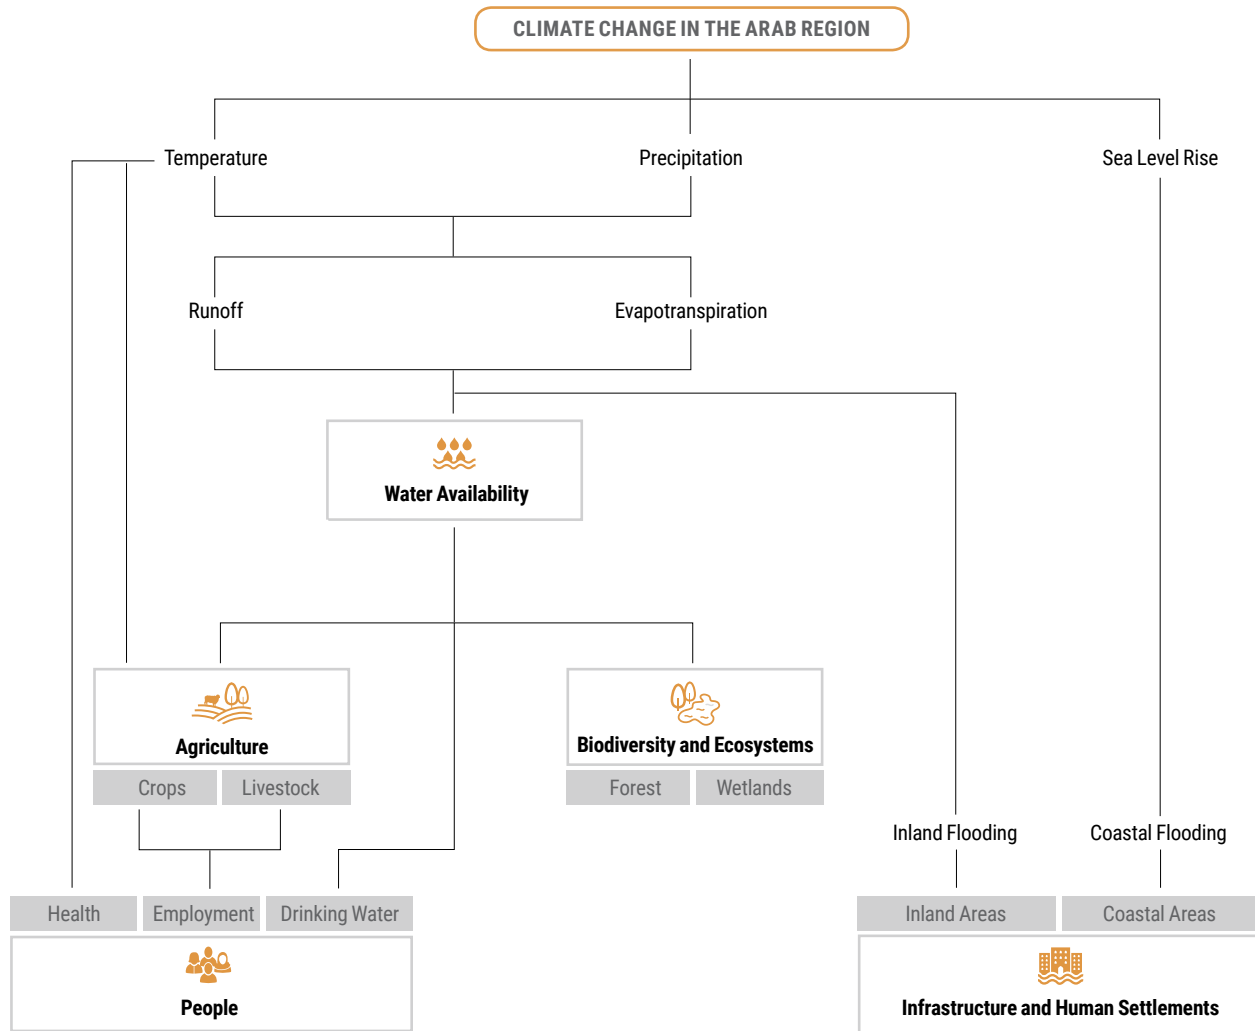 CLIMATE CHANGE IN THE ARAB REGION
Temperature
Precipitation
Sea Level Rise
Runoff
Evapotranspiration
Water Availability
Agriculture
Biodiversity and Ecosystems
Crops
Livestock
Forest
Wetlands
Inland Flooding
Coastal Flooding
Health
Employment
Drinking Water
Inland Areas
Coastal Areas
People
Infrastructure and Human Settlements